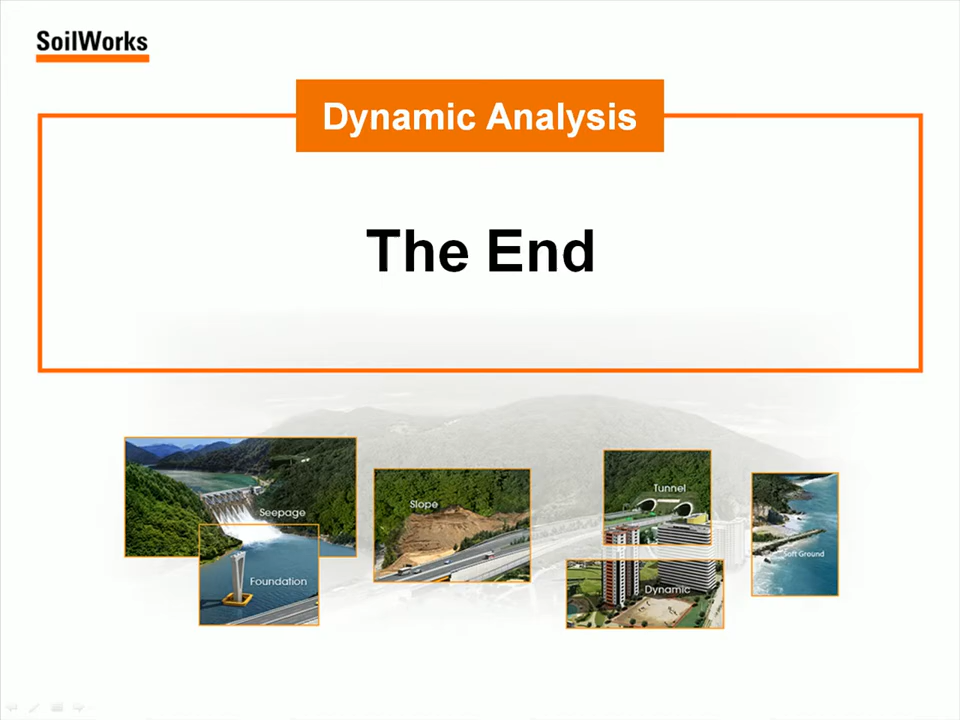 SoilWorks
Dynamic Analysis
The End
Seepage
Foundation
Slope
Tunnel
Dynamic
Soft Ground